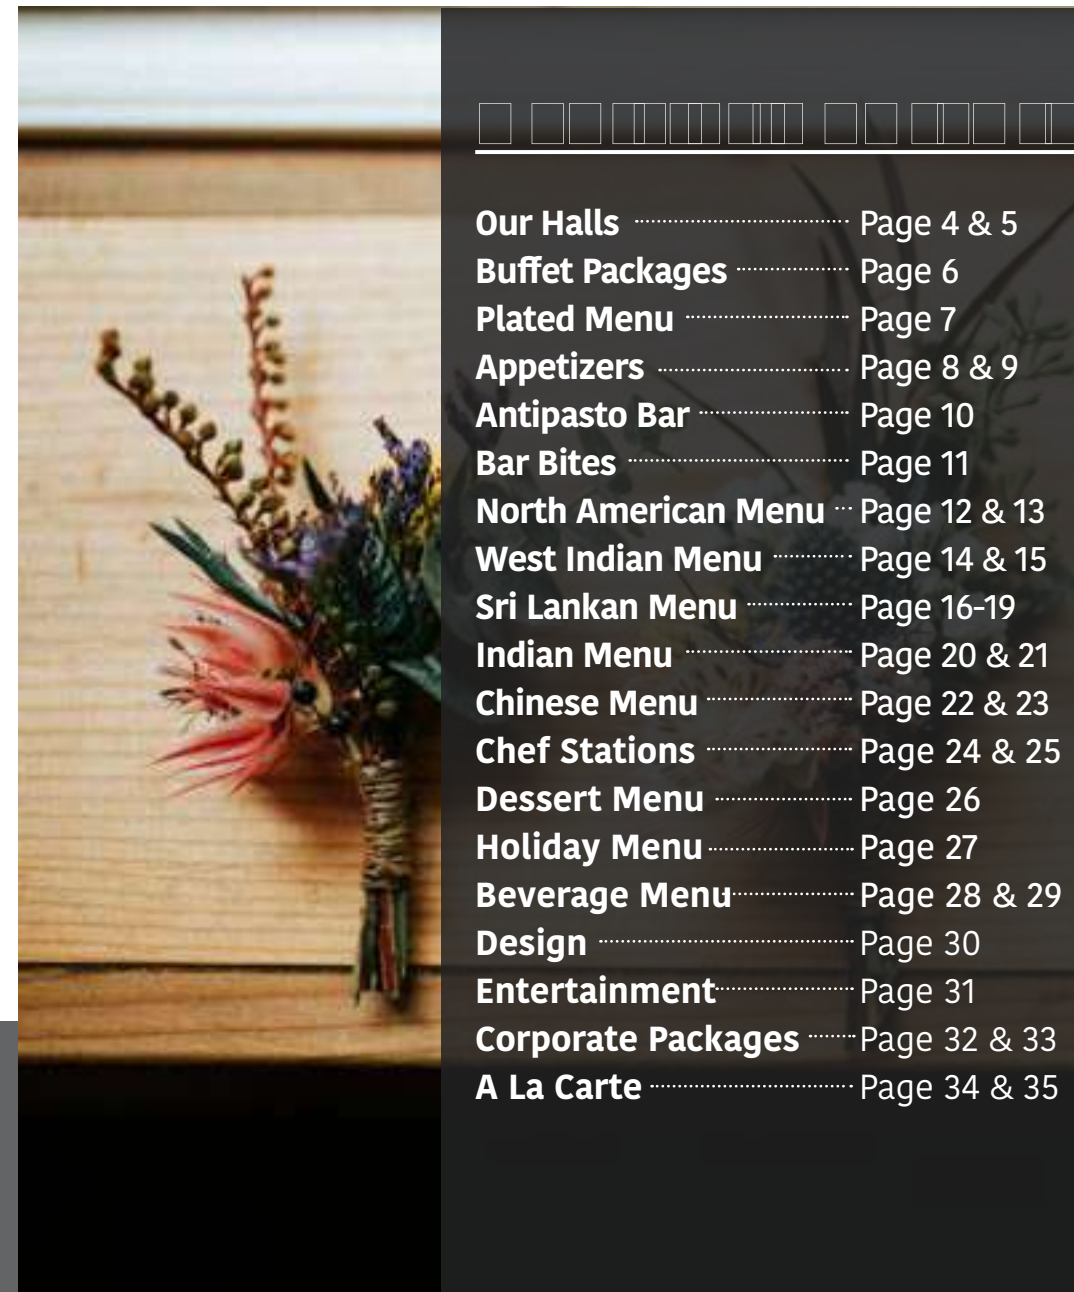 Our Halls Page 4 & 5
Buffet Packages Page 6
Plated Menu Page 7
Appetizers Page 8 & 9
Antipasto Bar Page 10
Bar Bites Page 11
North American Menu Page 12 & 13
West Indian Menu Page 14 & 15
Sri Lankan Menu Page 16-19
Indian Menu Page 20 & 21
Chinese Menu Page 22 & 23
Chef Stations Page 24 & 25
Dessert Menu Page 26
Holiday Menu Page 27
Beverage Menu Page 28 & 29
Design Page 30
Entertainment Page 31
Corporate Packages Page 32 & 33
A La Carte Page 34 & 35